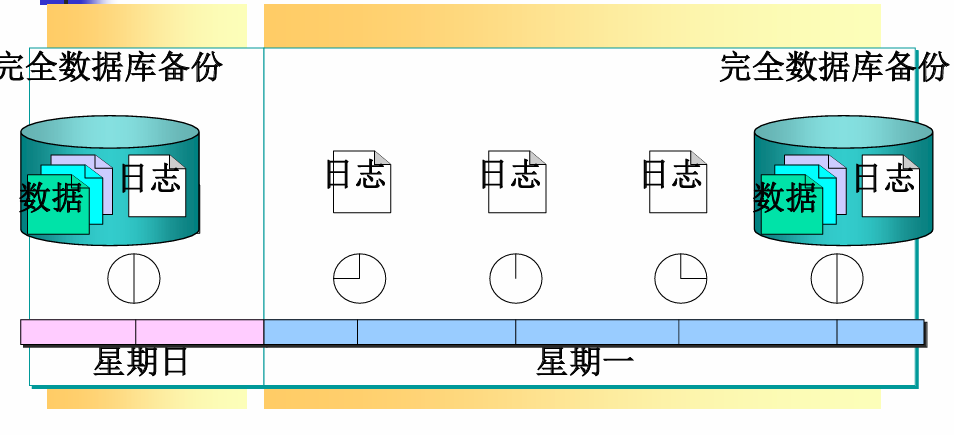 完全数据库备份
完全数据库备份
数据
日志
日志
日志
日志
数据
日志
星期日
星期一